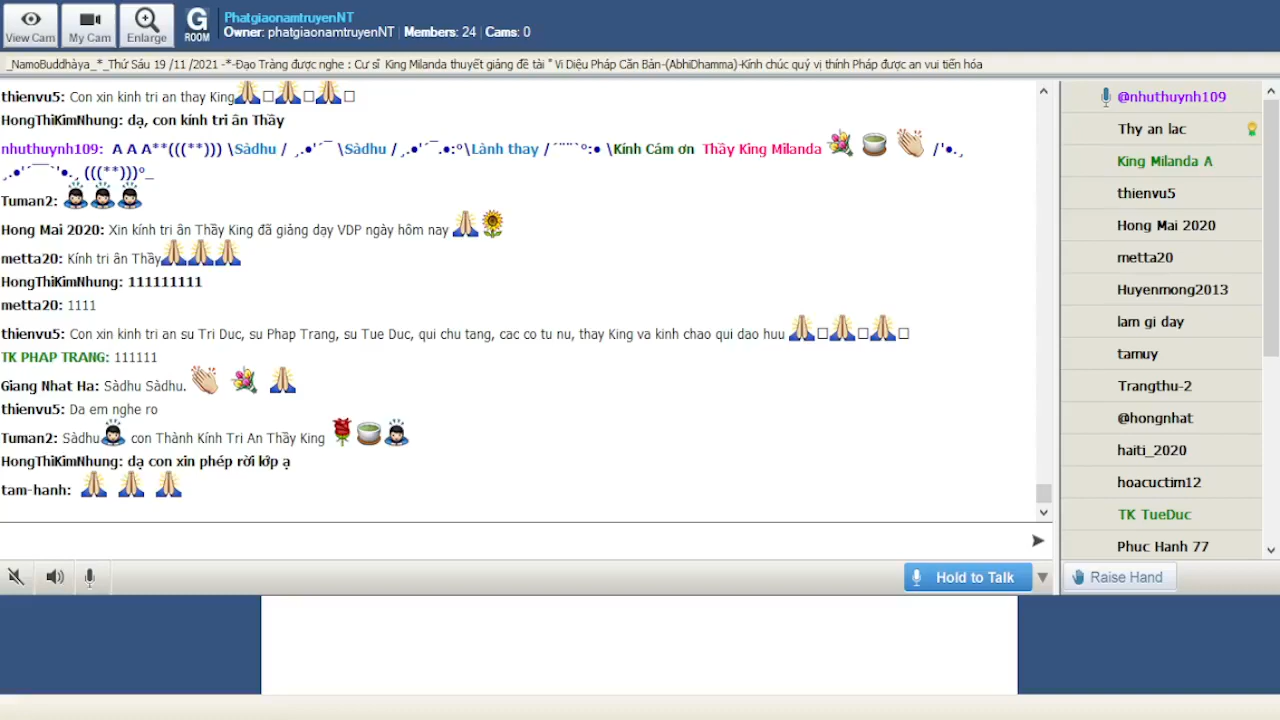 View Cam
My Cam
Enlarge
G
ROOM
PhatgiaonamtruyenNT
Owner: phatgiaonamtruyenNT | Members: 24 | Cams: 0
_NamoBuddhàya_*_Thứ Sáu 19 /11 /2021 -*-Đạo Tràng được nghe : Cư sĩ King Milanda thuyết giảng đề tài " Vi Diệu Pháp Căn Bản-(AbhiDhamma)-Kính chúc quý vị thính Pháp được an vui tiến hóa
thienvu5: Con xin kinh tri an thay King🙏□🙏□🙏□
HongThiKimNhung: dạ, con kính tri ân Thầy
nhuthuynh109: A A A**(((**))) \Sàdhu / ¸.•'´¯ \Sàdhu /¸.•'´¯.•:°\Lành thay /´¨¨`°:• \Kính Cám ơn Thầy King Milanda 💐 🍵 👏 /'•.¸
¸.•'´¯¯`'•.¸ (((**)))°_
Tuman2: 🙇🙇🙇
Hong Mai 2020: Xin kính tri ân Thầy King đã giảng dạy VDP ngày hôm nay 🙏🌻
metta20: Kính tri ân Thầy🙏🙏🙏
HongThiKimNhung: 111111111
metta20: 1111
thienvu5: Con xin kinh tri an su Tri Duc, su Phap Trang, su Tue Duc, qui chu tang, cac co tu nu, thay King va kinh chao qui dao huu 🙏□🙏□🙏□
TK PHAP TRANG: 111111
Giang Nhat Ha: Sàdhu Sàdhu. 👏 💐 🙏
thienvu5: Da em nghe ro
Tuman2: Sàdhu🙇 con Thành Kính Tri An Thầy King 🌹🍵🙇
HongThiKimNhung: dạ con xin phép rời lớp ạ
tam-hanh: 🙏 🙏 🙏
Hold to Talk
@nhuthuynh109
Thy an lac
King Milanda A
thienvu5
Hong Mai 2020
metta20
Huyenmong2013
lam gi day
tamuy
Trangthu-2
@hongnhat
haiti_2020
hoacuctim12
TK TueDuc
Phuc Hanh 77
Raise Hand